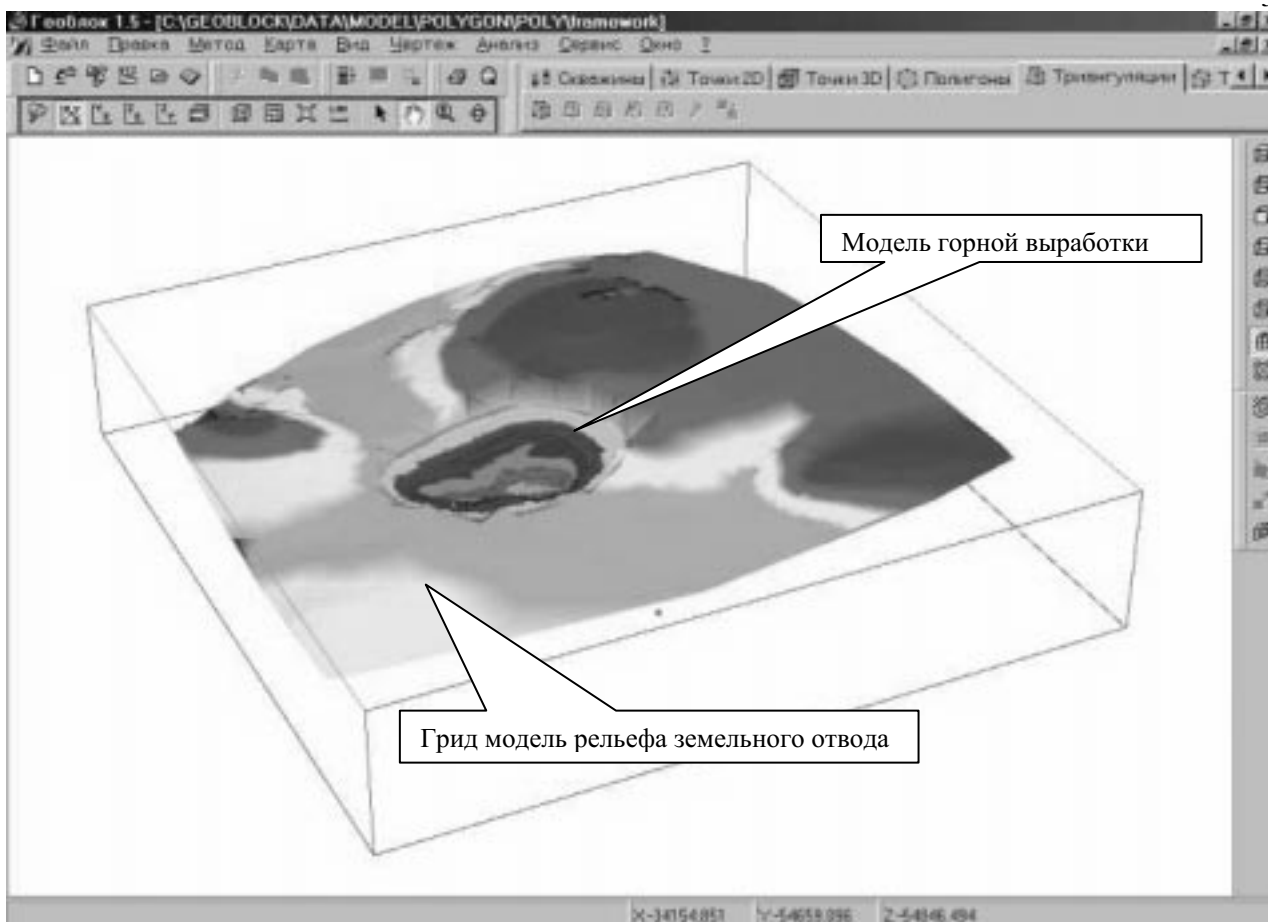 Геоблок 1.5 - [C:\GEOBLOCK\DATA\MODEL\POLYGON\POLY\framework]
Файл Правка Метод Карта Вид Чертеж Анализ Сервис Окно ?
Скважины Точки 2D Точки 3D Полигоны Триангуляции Т
Модель горной выработки
Грид модель рельефа земельного отвода
X-34154.851 Y-54659.096 Z-54946.494